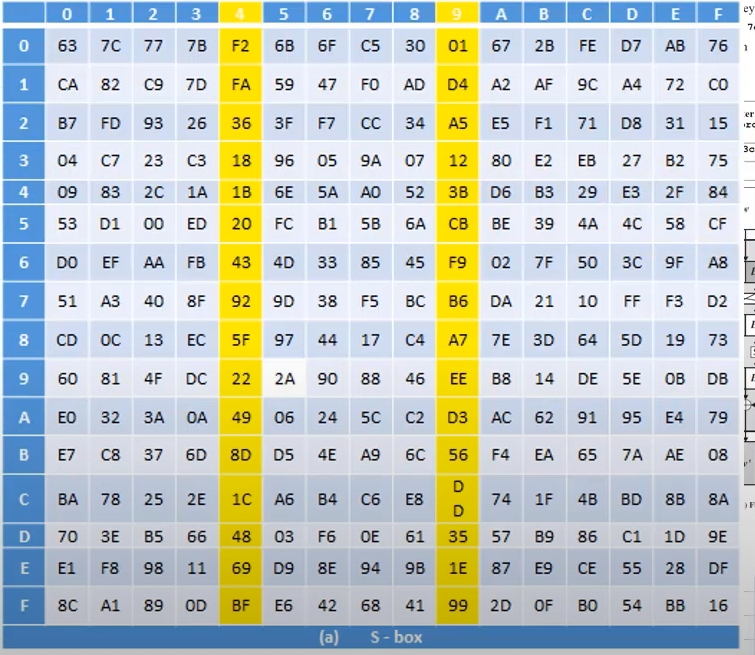 0 1 2 3 4 5 6 7 8 9 A B C D E F
0 63 7C 77 7B F2 6B 6F C5 30 01 67 2B FE D7 AB 76
1 CA 82 C9 7D FA 59 47 F0 AD D4 A2 AF 9C A4 72 C0
2 B7 FD 93 26 36 3F F7 CC 34 A5 E5 F1 71 D8 31 15
3 04 C7 23 C3 18 96 05 9A 07 12 80 E2 EB 27 B2 75
4 09 83 2C 1A 1B 6E 5A A0 52 3B D6 B3 29 E3 2F 84
5 53 D1 00 ED 20 FC B1 5B 6A CB BE 39 4A 4C 58 CF
6 D0 EF AA FB 43 4D 33 85 45 F9 02 7F 50 3C 9F A8
7 51 A3 40 8F 92 9D 38 F5 BC B6 DA 21 10 FF F3 D2
8 CD 0C 13 EC 5F 97 44 17 C4 A7 7E 3D 64 5D 19 73
9 60 81 4F DC 22 2A 90 88 46 EE B8 14 DE 5E 0B DB
A E0 32 3A 0A 49 06 24 5C C2 D3 AC 62 91 95 E4 79
B E7 C8 37 6D 8D D5 4E A9 6C 56 F4 EA 65 7A AE 08
C BA 78 25 2E 1C A6 B4 C6 E8 D D 74 1F 4B BD 8B 8A
D 70 3E B5 66 48 03 F6 0E 61 35 57 B9 86 C1 1D 9E
E E1 F8 98 11 69 D9 8E 94 9B 1E 87 E9 CE 55 28 DF
F 8C A1 89 0D BF E6 42 68 41 99 2D 0F B0 54 BB 16
(a) S - box